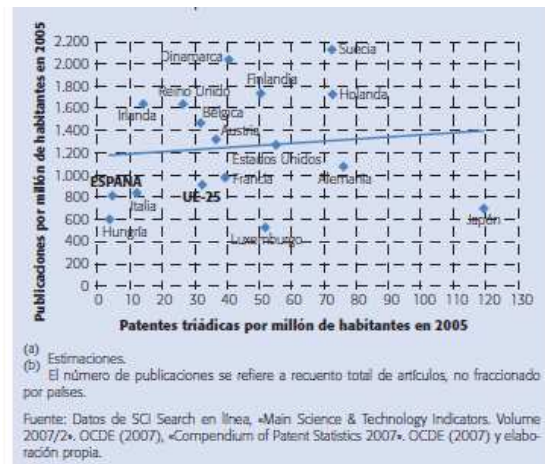 Publicaciones por millón de habitantes en 2005
2.200
2.000
1.800
1.600
1.400
1.200
1.000
800
600
400
200
0
Dinamarca
Suecia
Finlandia
Reino Unido
Holanda
Irlanda
Bélgica
Austria
Estados Unidos
ESPAÑA
Francia
Alemania
Italia
UE-25
Hungría
Luxemburgo
Japón
0 10 20 30 40 50 60 70 80 90 100 110 120 130
Patentes triádicas por millón de habitantes en 2005
(a)
Estimaciones.
(b)
El número de publicaciones se refiere a recuento total de artículos, no fraccionado
por países.
Fuente: Datos de SCI Search en línea, «Main Science & Technology Indicators. Volume
2007/2». OCDE (2007), «Compendium of Patent Statistics 2007». OCDE (2007) y elabo-
ración propia.